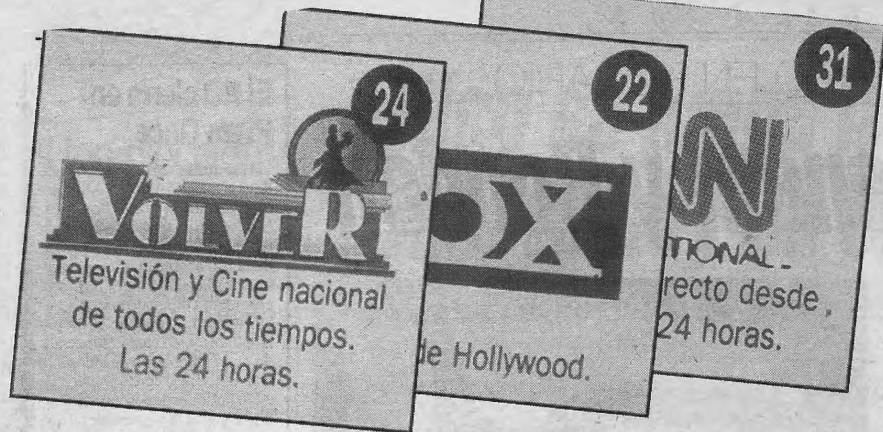 24
VOLVER
Televisión y Cine nacional
de todos los tiempos.
Las 24 horas.
22
OX
de Hollywood.
31
NN
TIONAL
recto desde
24 horas.